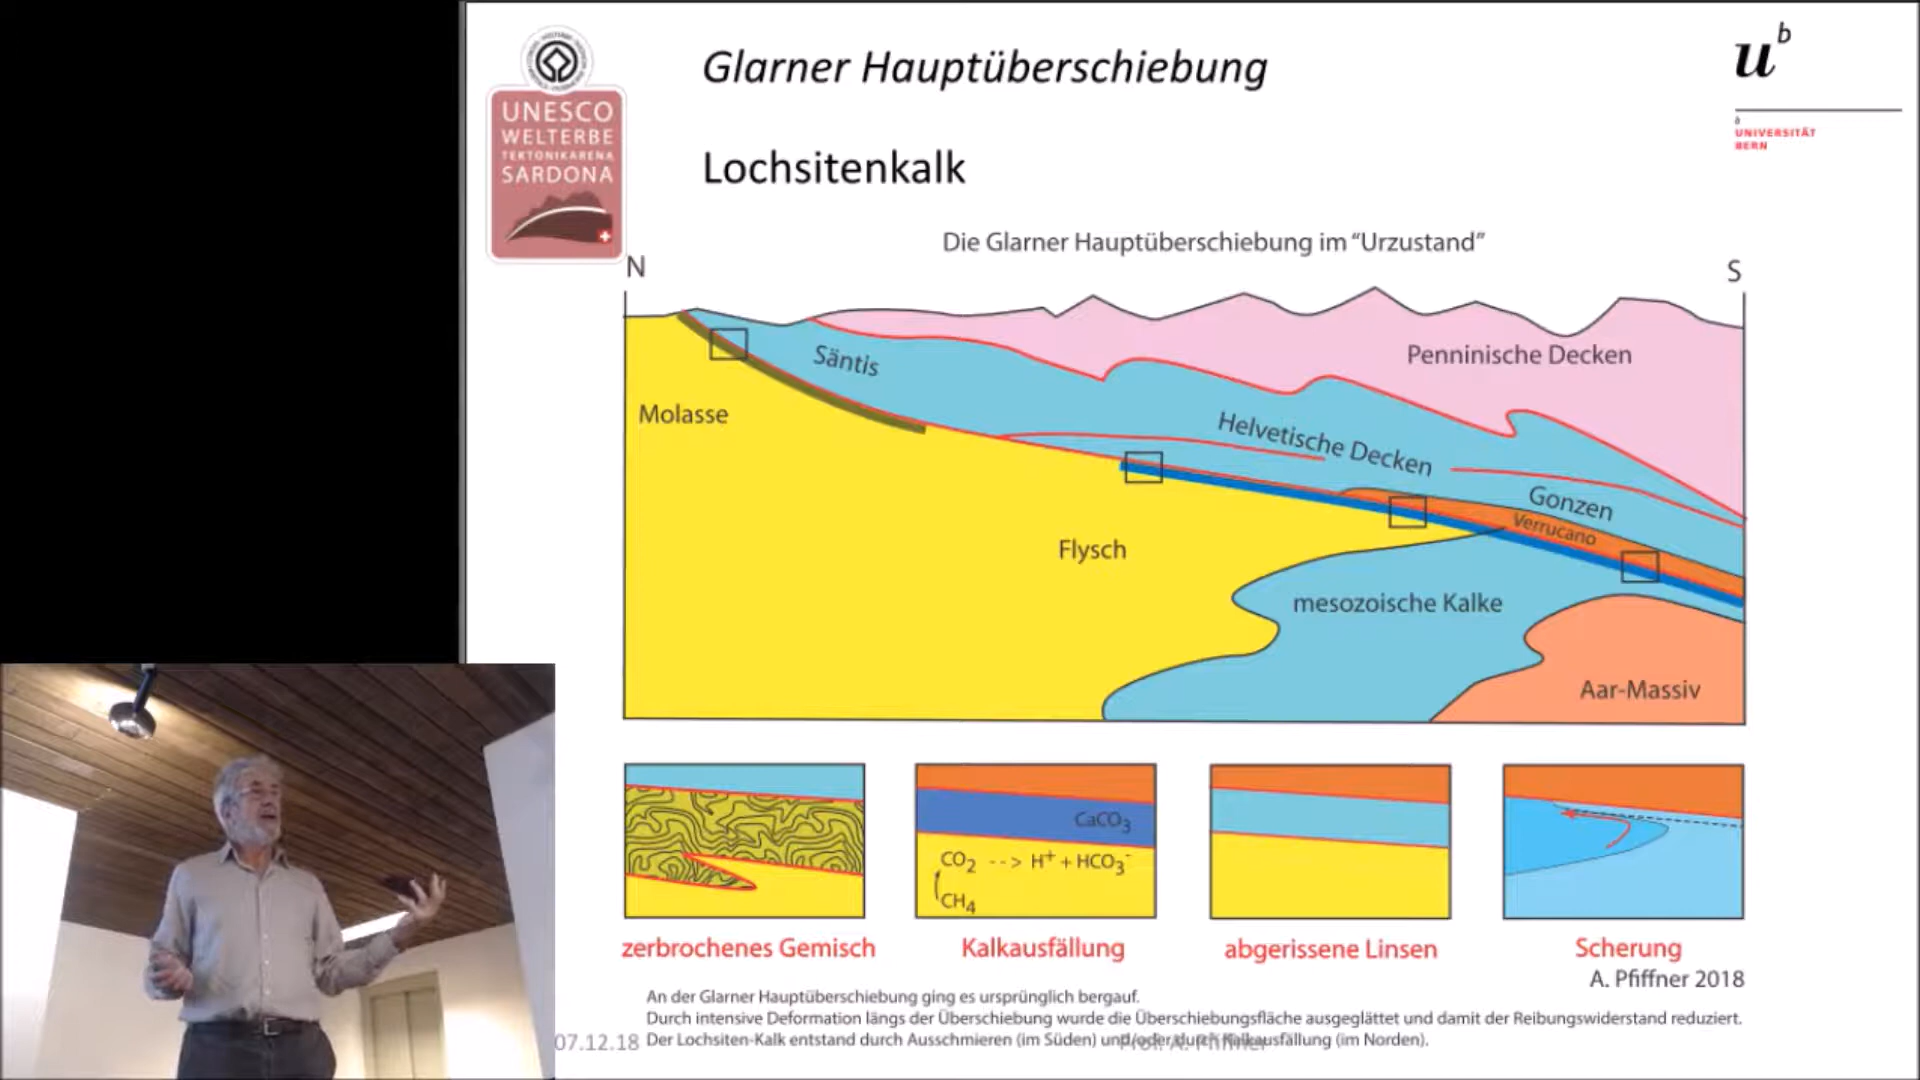 Glarner Hauptüberschiebung
u^b
UNESCO
WELTERBE
TEKTONIKARENA
SARDONA
Lochsitenkalk
b
UNIVERSITÄT
BERN
Die Glarner Hauptüberschiebung im “Urzustand”
N
S
Säntis
Penninische Decken
Molasse
Helvetische Decken
Gonzen
Verrucano
Flysch
mesozoische Kalke
Aar-Massiv
CaCO₃
CO₂ --> H⁺ + HCO₃⁻
CH₄
zerbrochenes Gemisch
Kalkausfällung
abgerissene Linsen
Scherung
A. Pfiffner 2018
An der Glarner Hauptüberschiebung ging es ursprünglich bergauf.
Durch intensive Deformation längs der Überschiebung wurde die Überschiebungsfläche ausgeglättet und damit der Reibungswiderstand reduziert.
Der Lochsiten-Kalk entstand durch Ausschmieren (im Süden) und/oder durch Kalkausfällung (im Norden).
07.12.18
Prof. A. Pfiffner